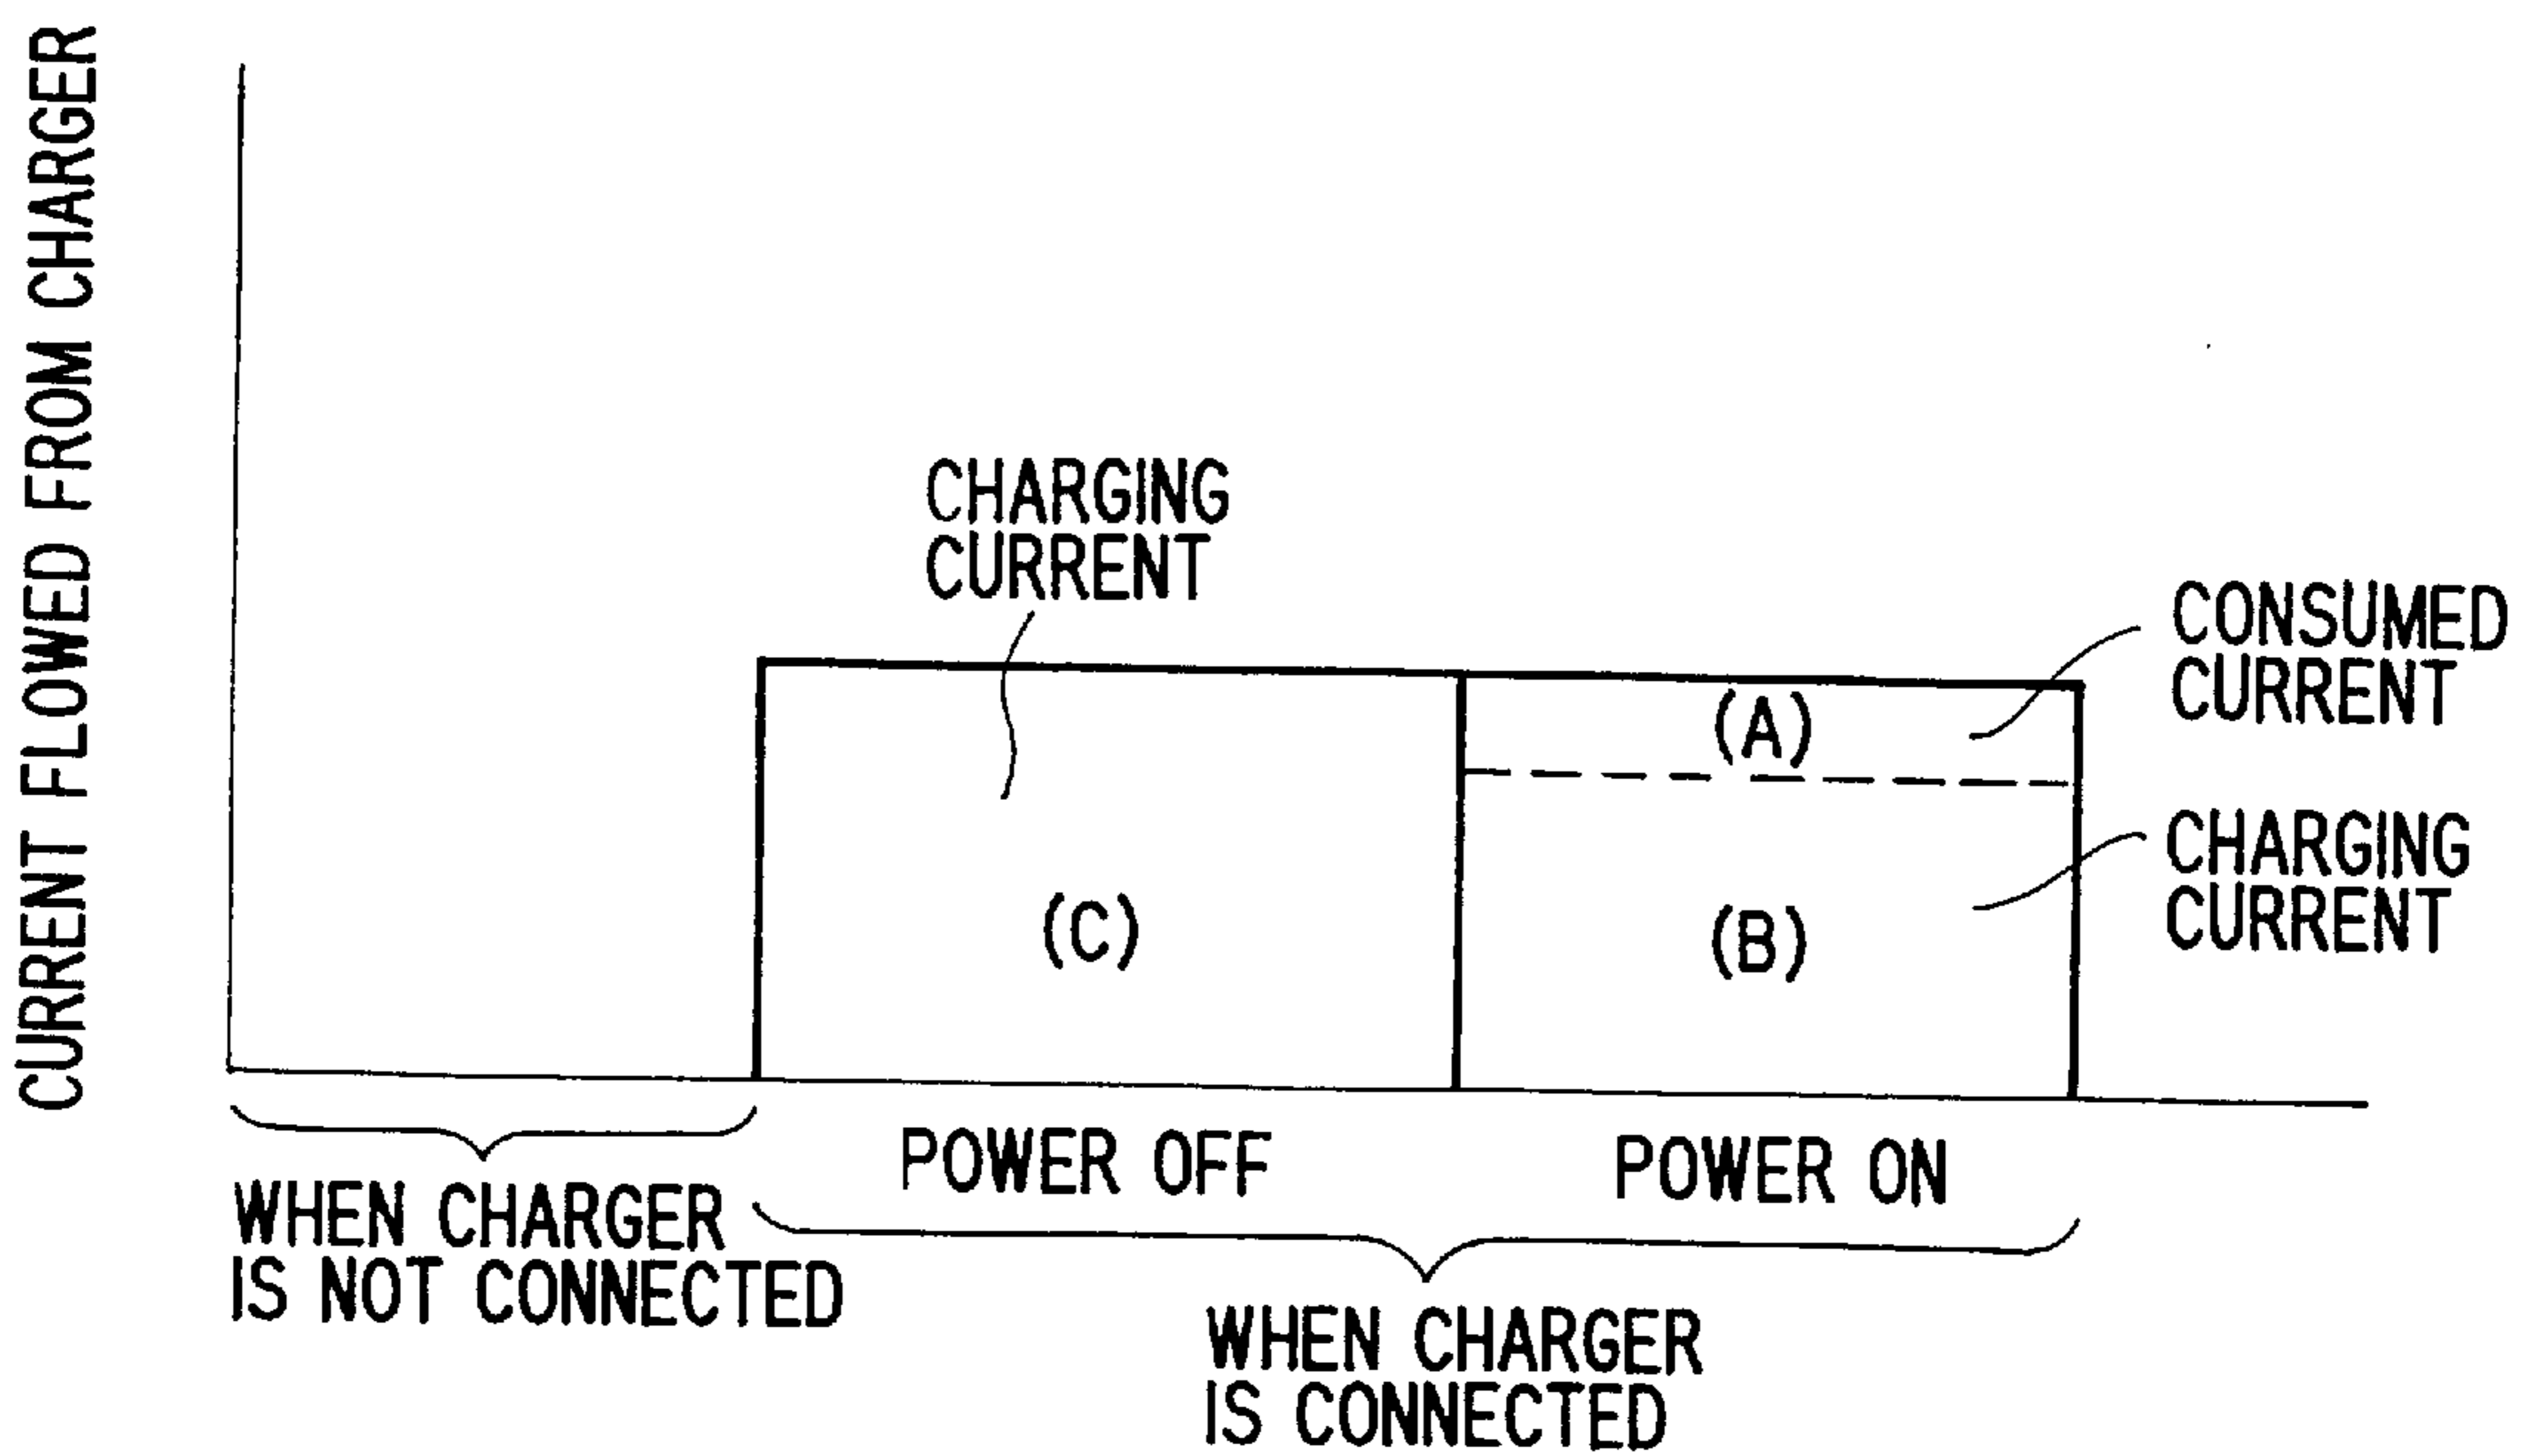 CURRENT FLOWED FROM CHARGER
CHARGING
CURRENT
CONSUMED
CURRENT
(A)
CHARGING
CURRENT
(C)
(B)
POWER OFF
POWER ON
WHEN CHARGER
IS NOT CONNECTED
WHEN CHARGER
IS CONNECTED